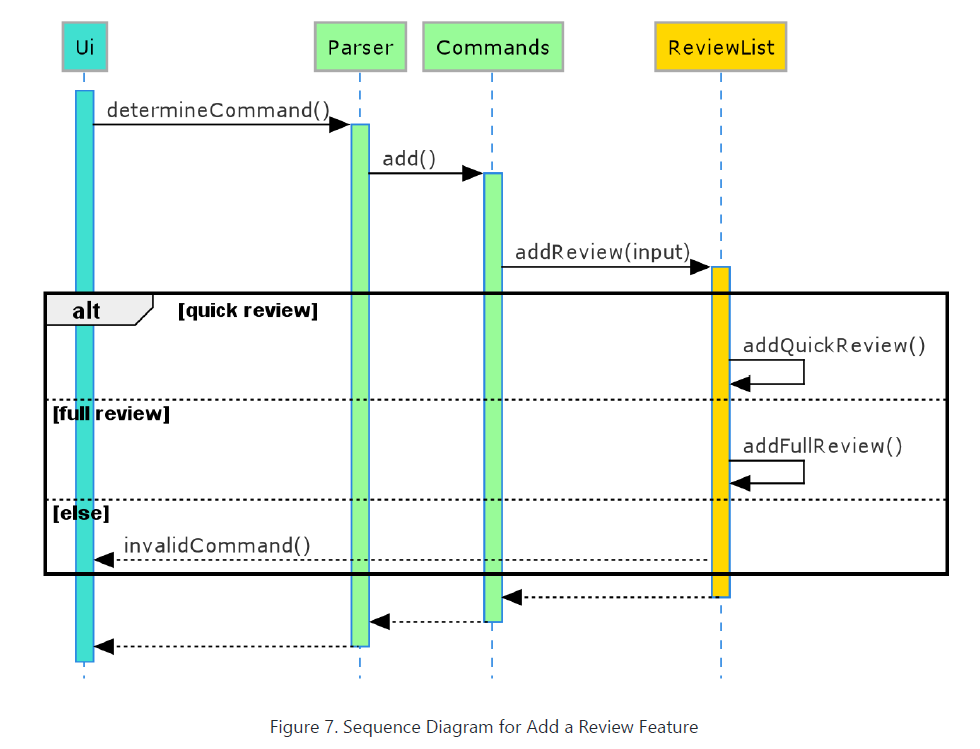 Ui
Parser
Commands
ReviewList
determineCommand()
add()
addReview(input)
alt
[quick review]
addQuickReview()
[full review]
addFullReview()
[else]
invalidCommand()
Figure 7. Sequence Diagram for Add a Review Feature